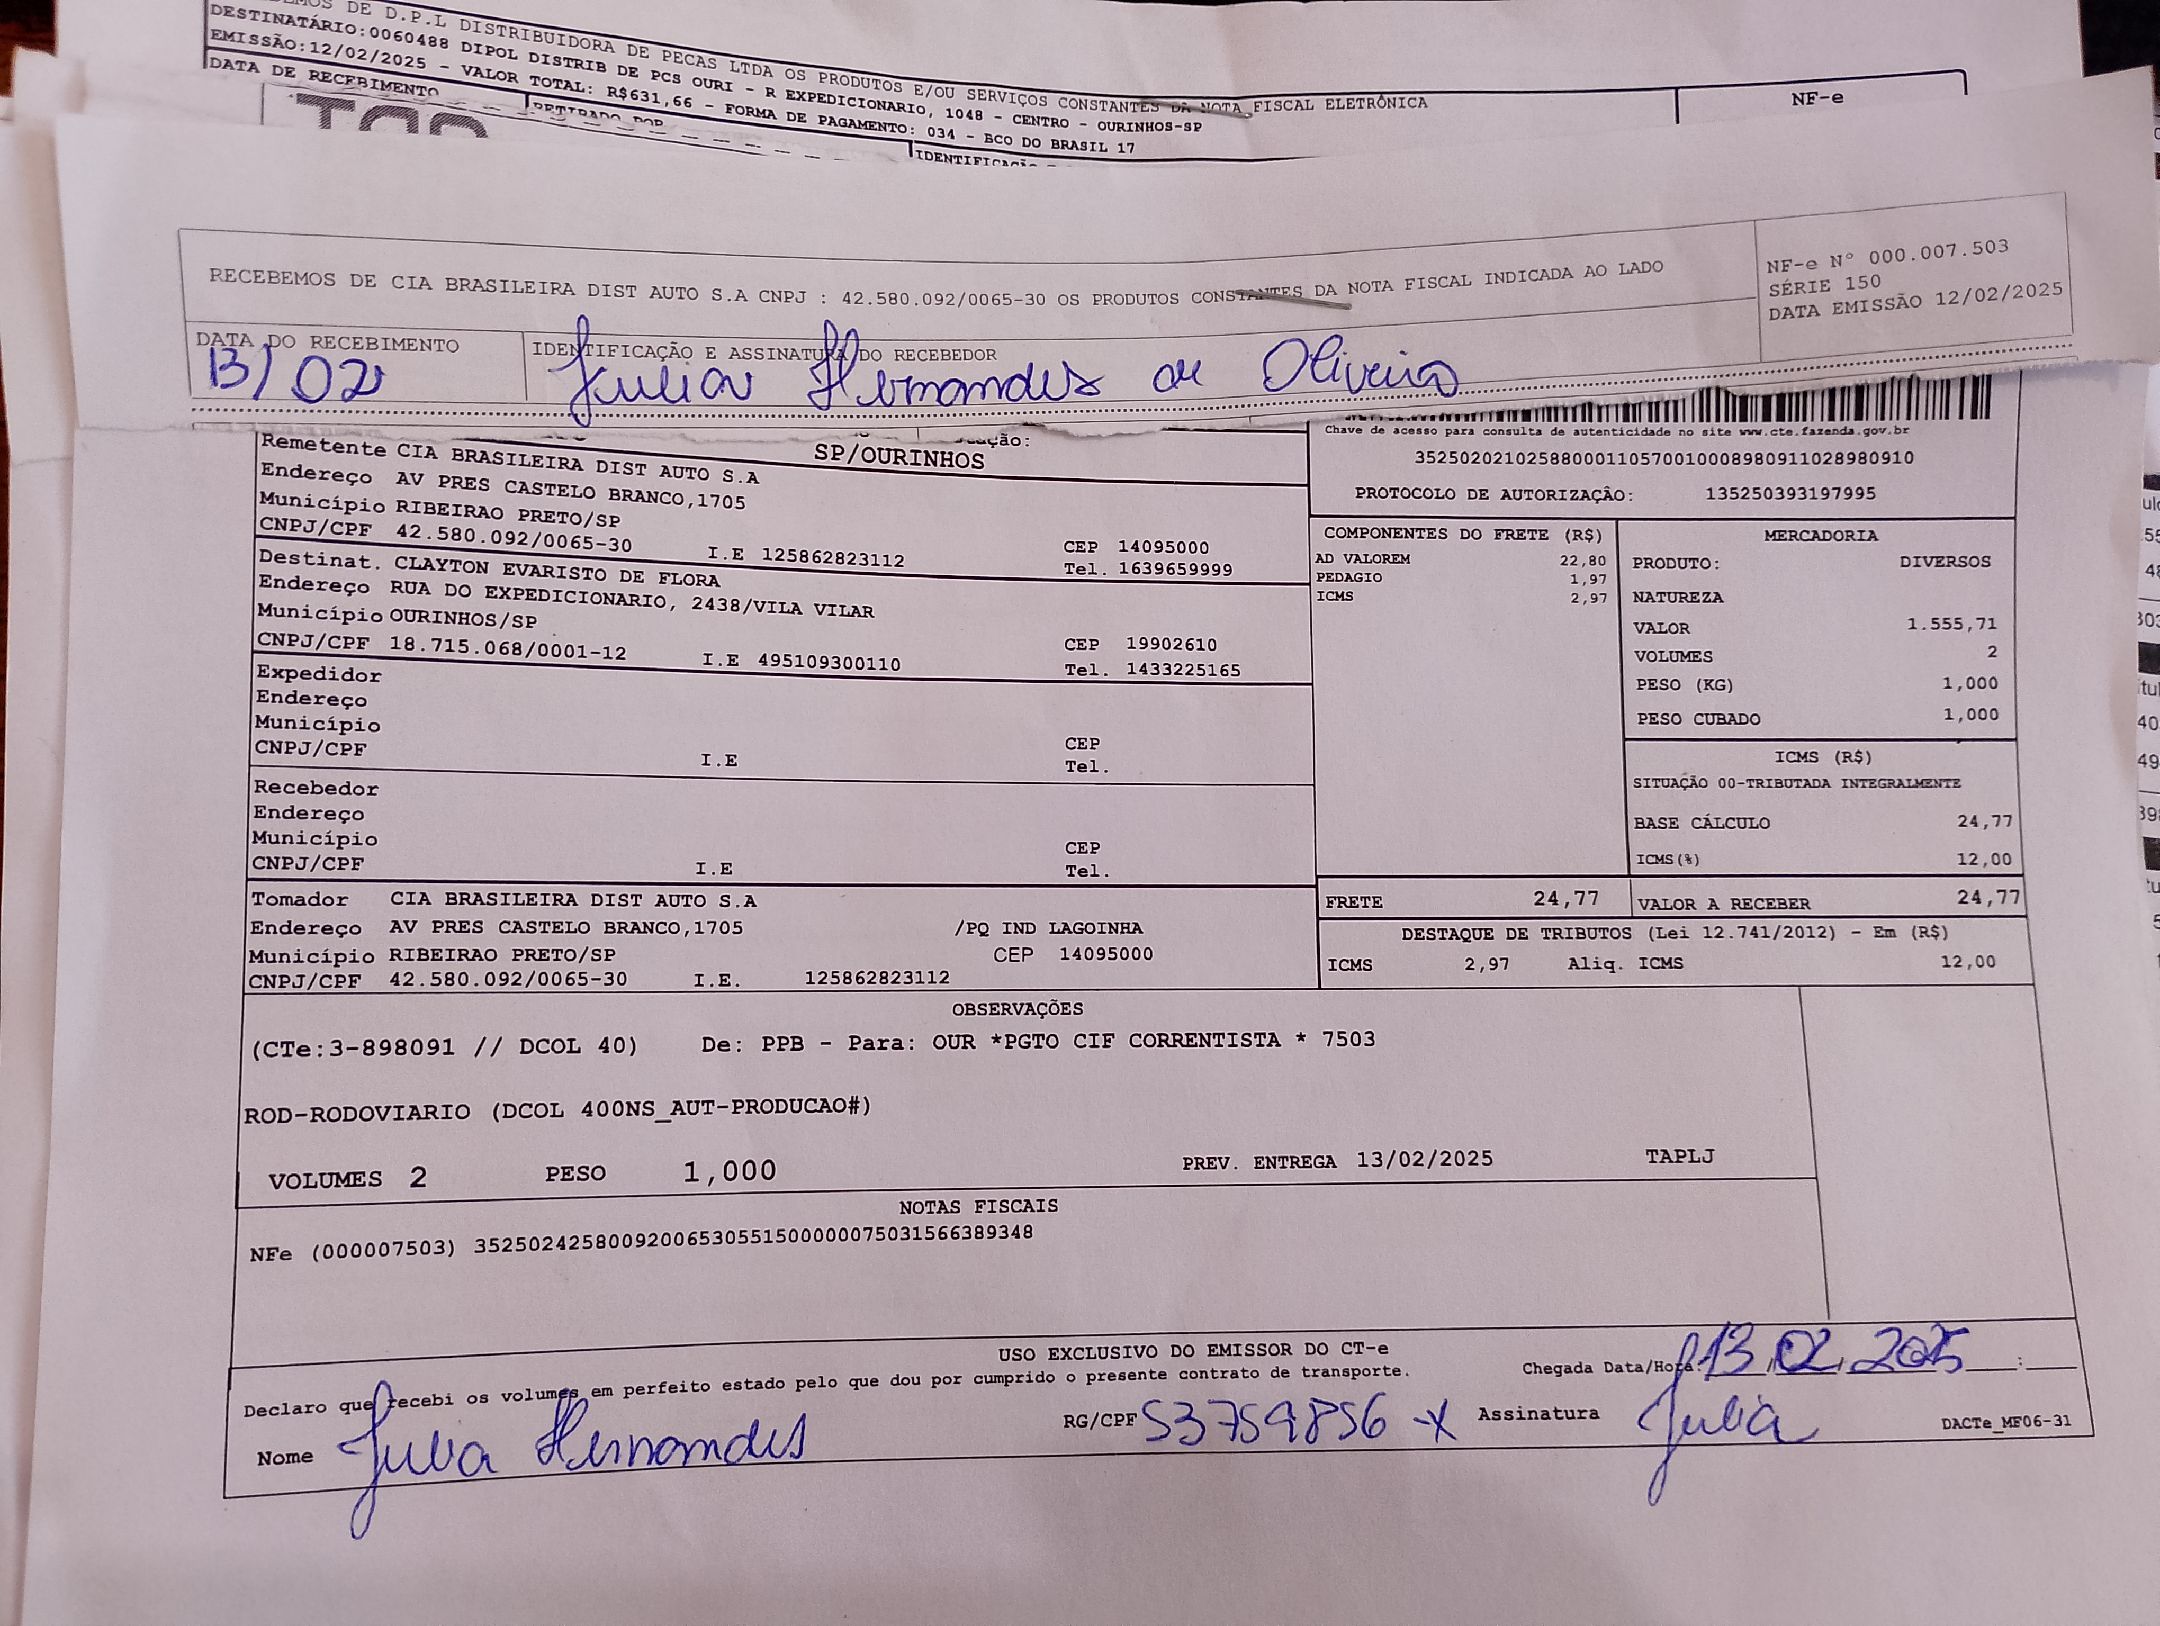 DE D.P.L DISTRIBUIDORA DE PECAS LTDA OS PRODUTOS E/OU SERVIÇOS CONSTANTES DA NOTA FISCAL ELETRÔNICA
DESTINATÁRIO:0060488 DIPOL DISTRIB DE PCS OURI - R EXPEDICIONARIO, 1048 - CENTRO - OURINHOS-SP
EMISSÃO:12/02/2025 - VALOR TOTAL: R$631,66 - FORMA DE PAGAMENTO: 034 - BCO DO BRASIL 17
NF-e
DATA DE RECEBIMENTO
RETIRADO POR
RECEBEMOS DE CIA BRASILEIRA DIST AUTO S.A CNPJ : 42.580.092/0065-30 OS PRODUTOS CONSTANTES DA NOTA FISCAL INDICADA AO LADO
NF-e N° 000.007.503
SÉRIE 150
DATA EMISSÃO 12/02/2025
DATA DO RECEBIMENTO
13/02
IDENTIFICAÇÃO E ASSINATURA DO RECEBEDOR
Julia Hernandes de Oliveira
SP/OURINHOS
Remetente CIA BRASILEIRA DIST AUTO S.A
Endereço AV PRES CASTELO BRANCO,1705
Município RIBEIRAO PRETO/SP
CEP 14095000
CNPJ/CPF 42.580.092/0065-30 I.E 125862823112 Tel. 1639659999
Destinat. CLAYTON EVARISTO DE FLORA
Endereço RUA DO EXPEDICIONARIO, 2438/VILA VILAR
Município OURINHOS/SP CEP 19902610
CNPJ/CPF 18.715.068/0001-12 I.E 495109300110 Tel. 1433225165
Expedidor
Endereço
Município CEP
CNPJ/CPF I.E Tel.
Recebedor
Endereço
Município CEP
CNPJ/CPF I.E Tel.
Tomador CIA BRASILEIRA DIST AUTO S.A
Endereço AV PRES CASTELO BRANCO,1705 /PQ IND LAGOINHA
Município RIBEIRAO PRETO/SP CEP 14095000
CNPJ/CPF 42.580.092/0065-30 I.E. 125862823112
Chave de acesso para consulta de autenticidade no site www.cte.fazenda.gov.br
35250202102588000110570010008980911028980910
PROTOCOLO DE AUTORIZAÇÃO: 135250393197995
COMPONENTES DO FRETE (R$)
AD VALOREM 22,80
PEDAGIO 1,97
ICMS 2,97
MERCADORIA
PRODUTO: DIVERSOS
NATUREZA
VALOR 1.555,71
VOLUMES 2
PESO (KG) 1,000
PESO CUBADO 1,000
ICMS (R$)
SITUAÇÃO 00-TRIBUTADA INTEGRALMENTE
BASE CÁLCULO 24,77
ICMS(%) 12,00
FRETE 24,77 VALOR A RECEBER 24,77
DESTAQUE DE TRIBUTOS (Lei 12.741/2012) - Em (R$)
ICMS 2,97 Aliq. ICMS 12,00
OBSERVAÇÕES
(CTe:3-898091 // DCOL 40) De: PPB - Para: OUR *PGTO CIF CORRENTISTA * 7503
ROD-RODOVIARIO (DCOL 400NS_AUT-PRODUCAO#)
VOLUMES 2 PESO 1,000 PREV. ENTREGA 13/02/2025 TAPLJ
NOTAS FISCAIS
NFe (000007503) 35250242580092006530551500000075031566389348
USO EXCLUSIVO DO EMISSOR DO CT-e
Declaro que recebi os volumes em perfeito estado pelo que dou por cumprido o presente contrato de transporte.
Chegada Data/Hora: 13/02/2025 :
Nome Julia Hernandes RG/CPF 53759856-X Assinatura Julia
DACTe_MF06-31